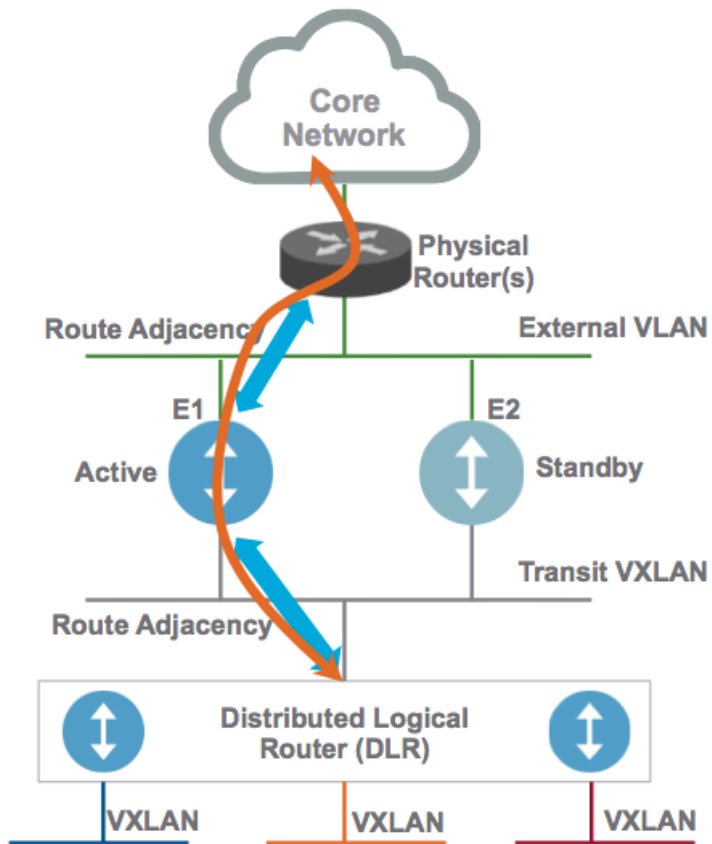 Core
Network
Physical
Router(s)
Route Adjacency
External VLAN
E1
E2
Active
Standby
Transit VXLAN
Route Adjacency
Distributed Logical
Router (DLR)
VXLAN
VXLAN
VXLAN